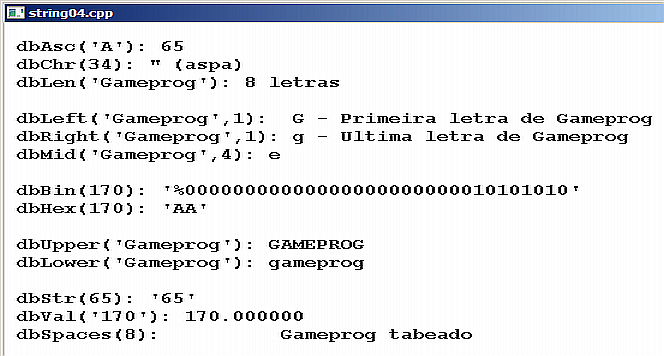 string04.cpp
dbAsc('A'): 65
dbChr(34): " (aspa)
dbLen('Gameprog'): 8 letras
dbLeft('Gameprog',1):  G - Primeira letra de Gameprog
dbRight('Gameprog',1): g - Ultima letra de Gameprog
dbMid('Gameprog',4): e
dbBin(170): '%00000000000000000000000010101010'
dbHex(170): 'AA'
dbUpper('Gameprog'): GAMEPROG
dbLower('Gameprog'): gameprog
dbStr(65): '65'
dbVal('170'): 170.000000
dbSpaces(8):          Gameprog tabeado